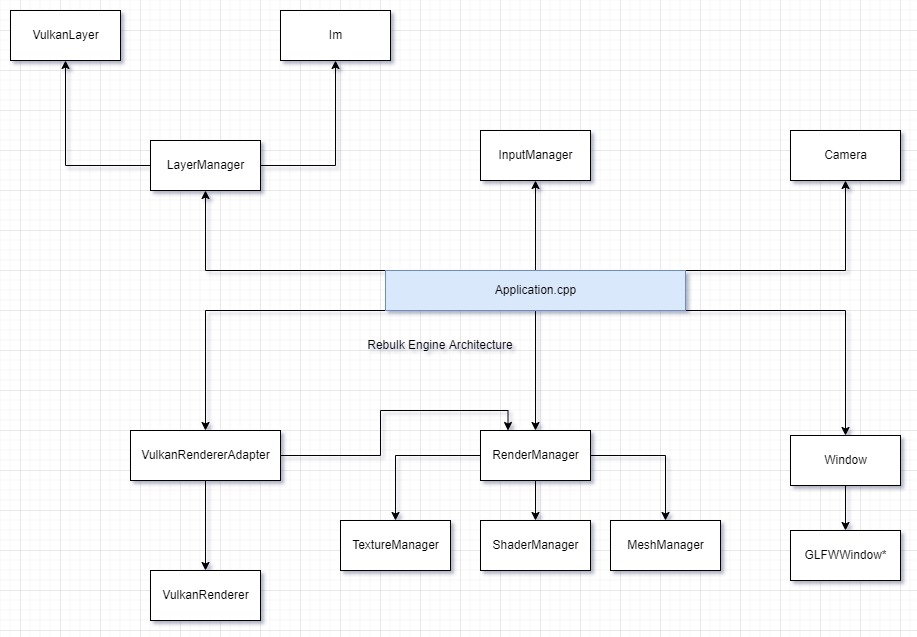 VulkanLayer
Im
LayerManager
InputManager
Camera
Application.cpp
Rebulk Engine Architecture
VulkanRendererAdapter
RenderManager
Window
TextureManager
ShaderManager
MeshManager
GLFWWindow*
VulkanRenderer